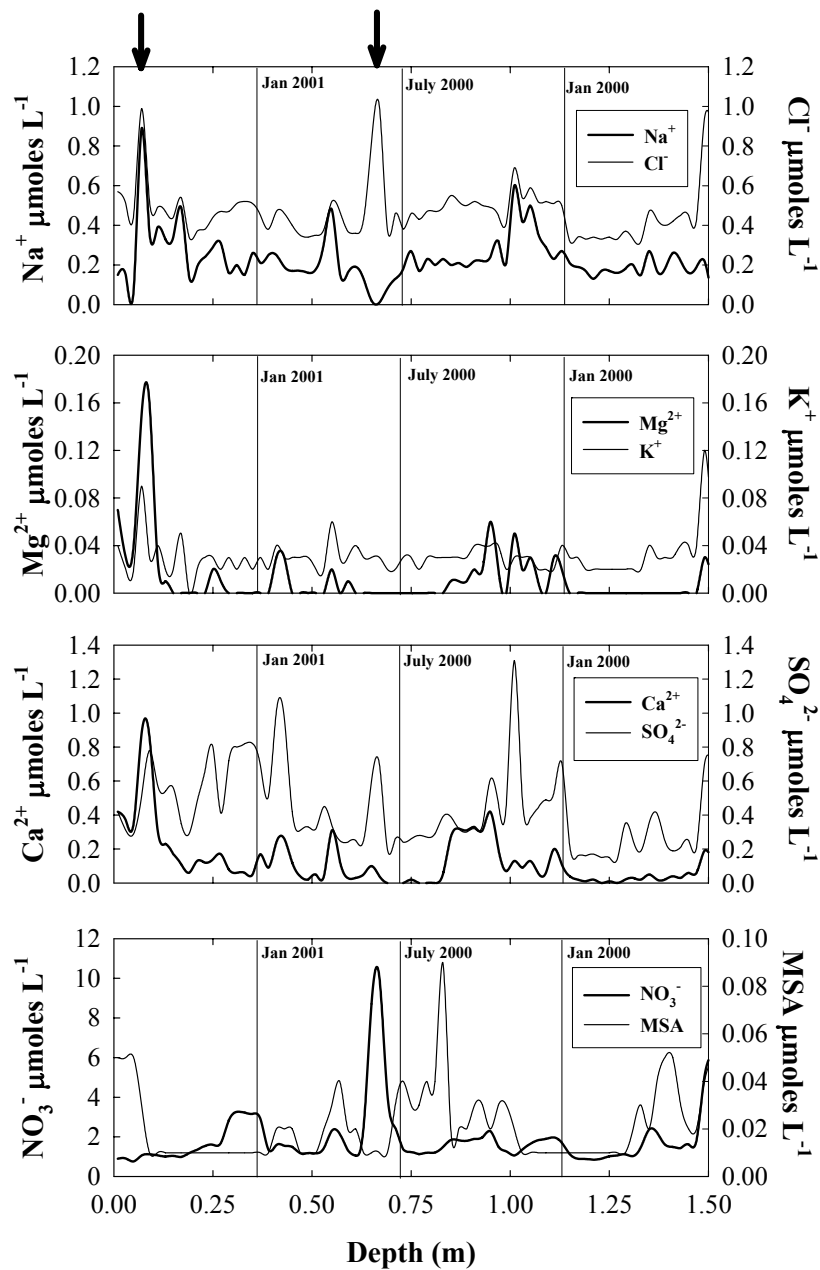 1.2
1.0
0.8
0.6
0.4
0.2
0.0
Na⁺ μmoles L⁻¹
Jan 2001
July 2000
Jan 2000
Na⁺
Cl⁻
1.2
1.0
0.8
0.6
0.4
0.2
0.0
Cl⁻ μmoles L⁻¹
0.20
0.16
0.12
0.08
0.04
0.00
Mg²⁺ μmoles L⁻¹
Jan 2001
July 2000
Jan 2000
Mg²⁺
K⁺
0.20
0.16
0.12
0.08
0.04
0.00
K⁺ μmoles L⁻¹
1.4
1.2
1.0
0.8
0.6
0.4
0.2
0.0
Ca²⁺ μmoles L⁻¹
Jan 2001
July 2000
Jan 2000
Ca²⁺
SO₄²⁻
1.4
1.2
1.0
0.8
0.6
0.4
0.2
0.0
SO₄²⁻ μmoles L⁻¹
12
10
8
6
4
2
0
NO₃⁻ μmoles L⁻¹
Jan 2001
July 2000
Jan 2000
NO₃⁻
MSA
0.10
0.08
0.06
0.04
0.02
0.00
MSA μmoles L⁻¹
0.00 0.25 0.50 0.75 1.00 1.25 1.50
Depth (m)